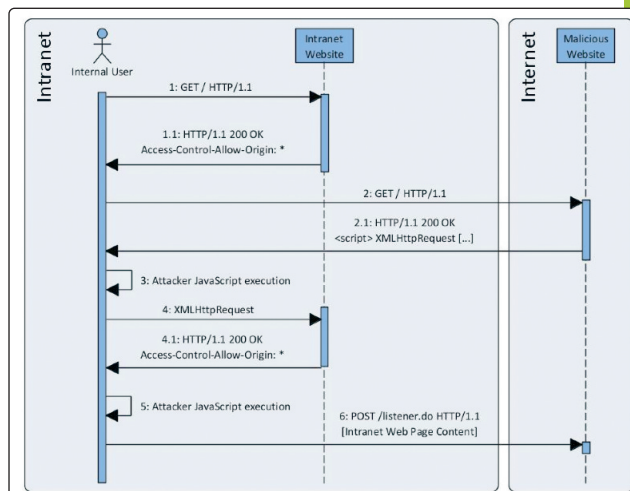 Intranet
Internal User
Intranet
Website
Internet
Malicious
Website
1: GET / HTTP/1.1
1.1: HTTP/1.1 200 OK
Access-Control-Allow-Origin: *
2: GET / HTTP/1.1
2.1: HTTP/1.1 200 OK
<script> XMLHttpRequest [...]
3: Attacker JavaScript execution
4: XMLHttpRequest
4.1: HTTP/1.1 200 OK
Access-Control-Allow-Origin: *
5: Attacker JavaScript execution
6: POST /listener.do HTTP/1.1
[Intranet Web Page Content]